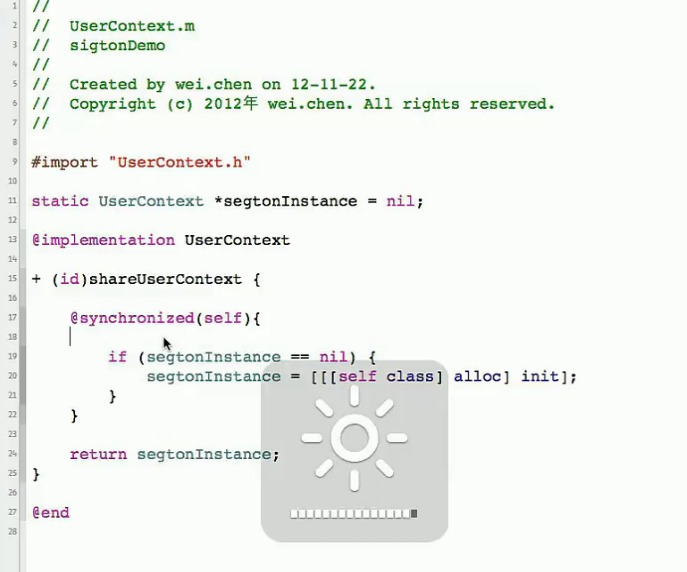 1 //
2 //  UserContext.m
3 //  sigtonDemo
4 //
5 //  Created by wei.chen on 12-11-22.
6 //  Copyright (c) 2012年 wei.chen. All rights reserved.
7 //
8
9 #import "UserContext.h"
10
11 static UserContext *segtonInstance = nil;
12
13 @implementation UserContext
14
15 + (id)shareUserContext {
16
17     @synchronized(self){
18
19         if (segtonInstance == nil) {
20             segtonInstance = [[[self class] alloc] init];
21         }
22     }
23
24     return segtonInstance;
25 }
26
27 @end
28